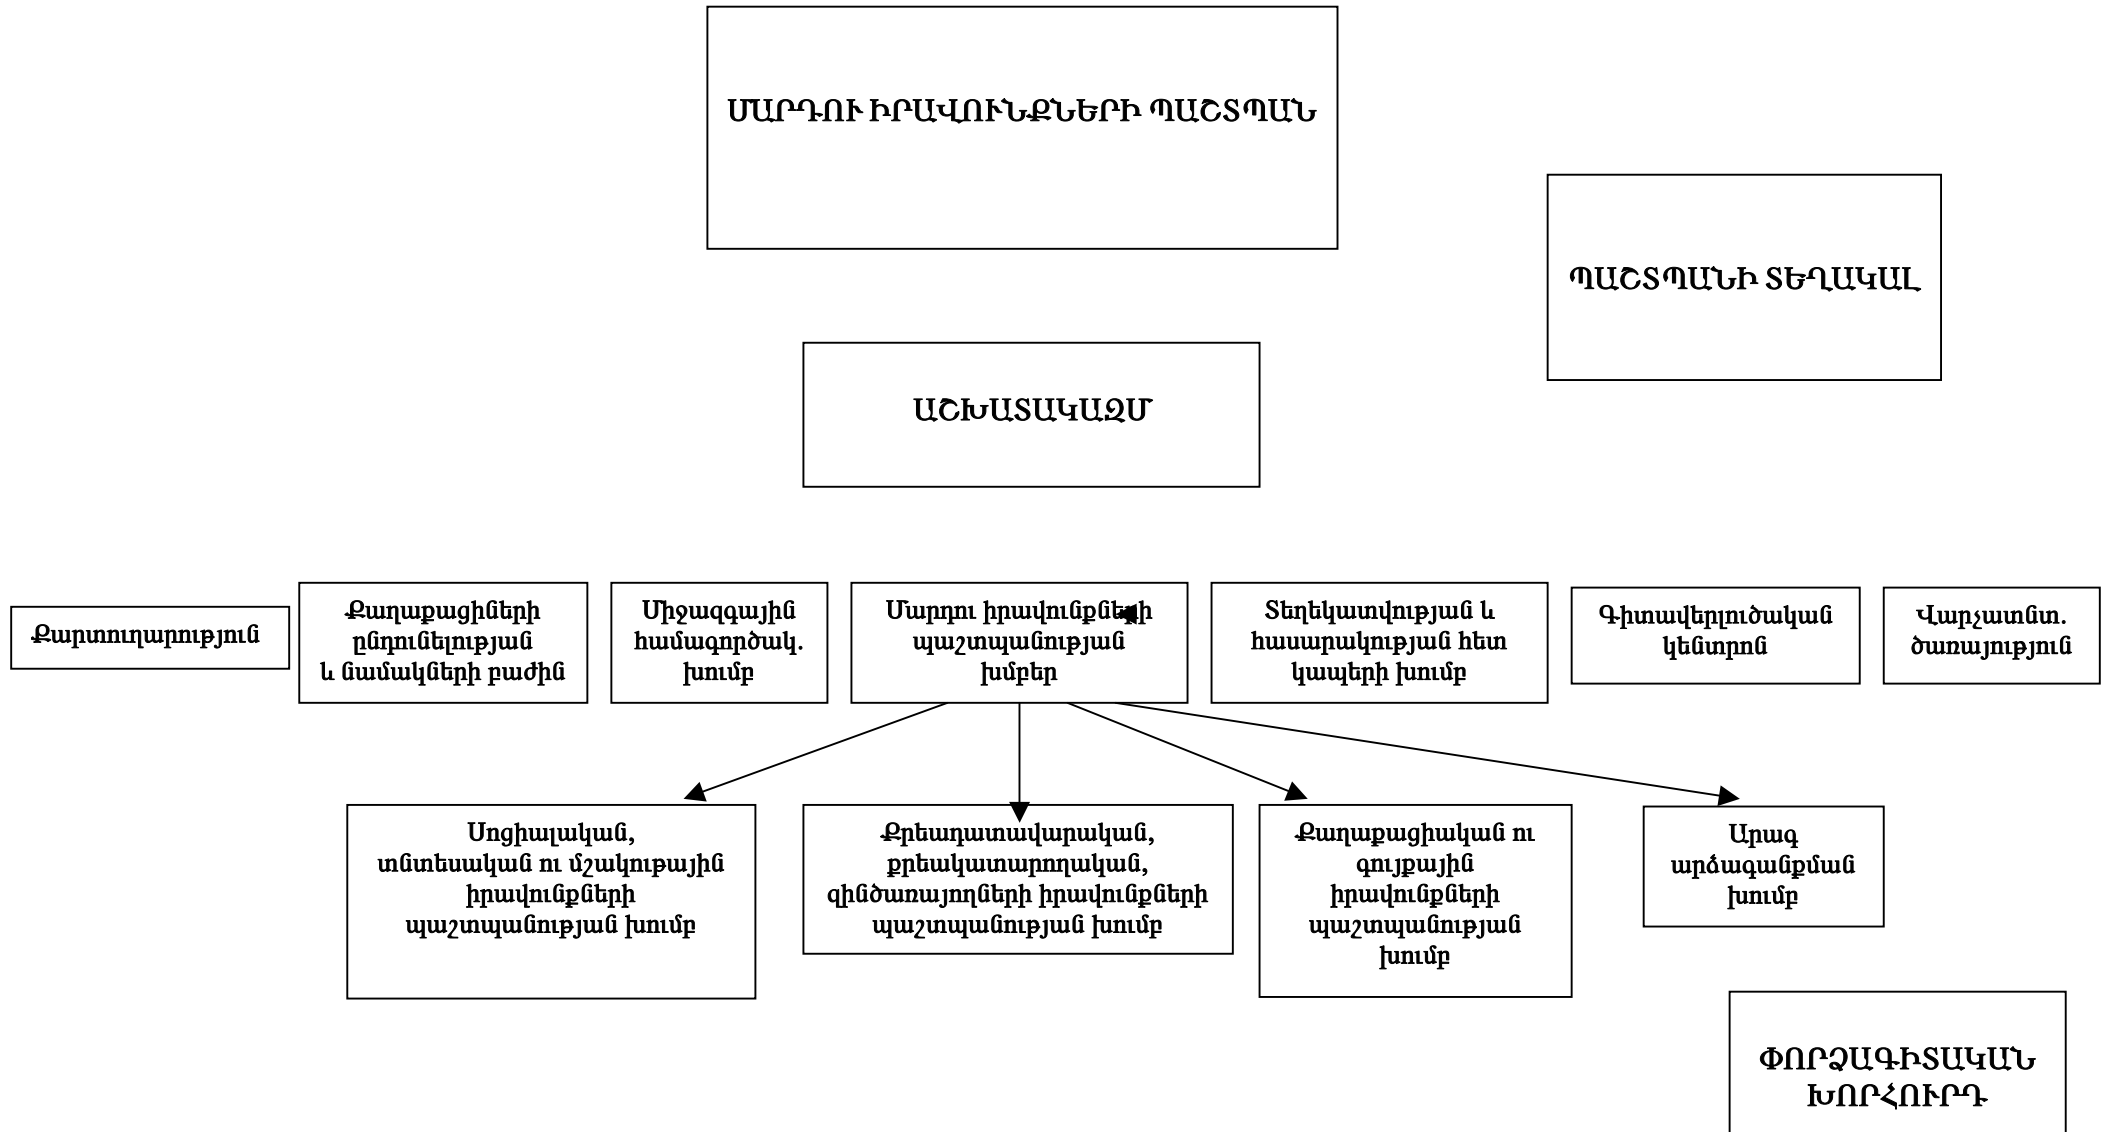 ՄԱՐԴՈՒ ԻՐԱՎՈՒՆՔՆԵՐԻ ՊԱՇՏՊԱՆ
ՊԱՇՏՊԱՆԻ ՏԵՂԱԿԱԼ
ԱՇԽԱՏԱԿԱԶՄ
Քարտուղարություն
Քաղաքացիների
ընդունելության
և նամակների բաժին
Միջազգային
համագործակ.
խումբ
Մարդու իրավունքների
պաշտպանության
խմբեր
Տեղեկատվության և
հասարակության հետ
կապերի խումբ
Գիտավերլուծական
կենտրոն
Վարչատնտ.
ծառայություն
Սոցիալական,
տնտեսական ու մշակութային
իրավունքների
պաշտպանության խումբ
Քրեադատավարական,
քրեակատարողական,
զինծառայողների իրավունքների
պաշտպանության խումբ
Քաղաքացիական ու
գույքային
իրավունքների
պաշտպանության
խումբ
Արագ
արձագանքման
խումբ
ՓՈՐՁԱԳԻՏԱԿԱՆ
ԽՈՐՀՈՒՐԴ